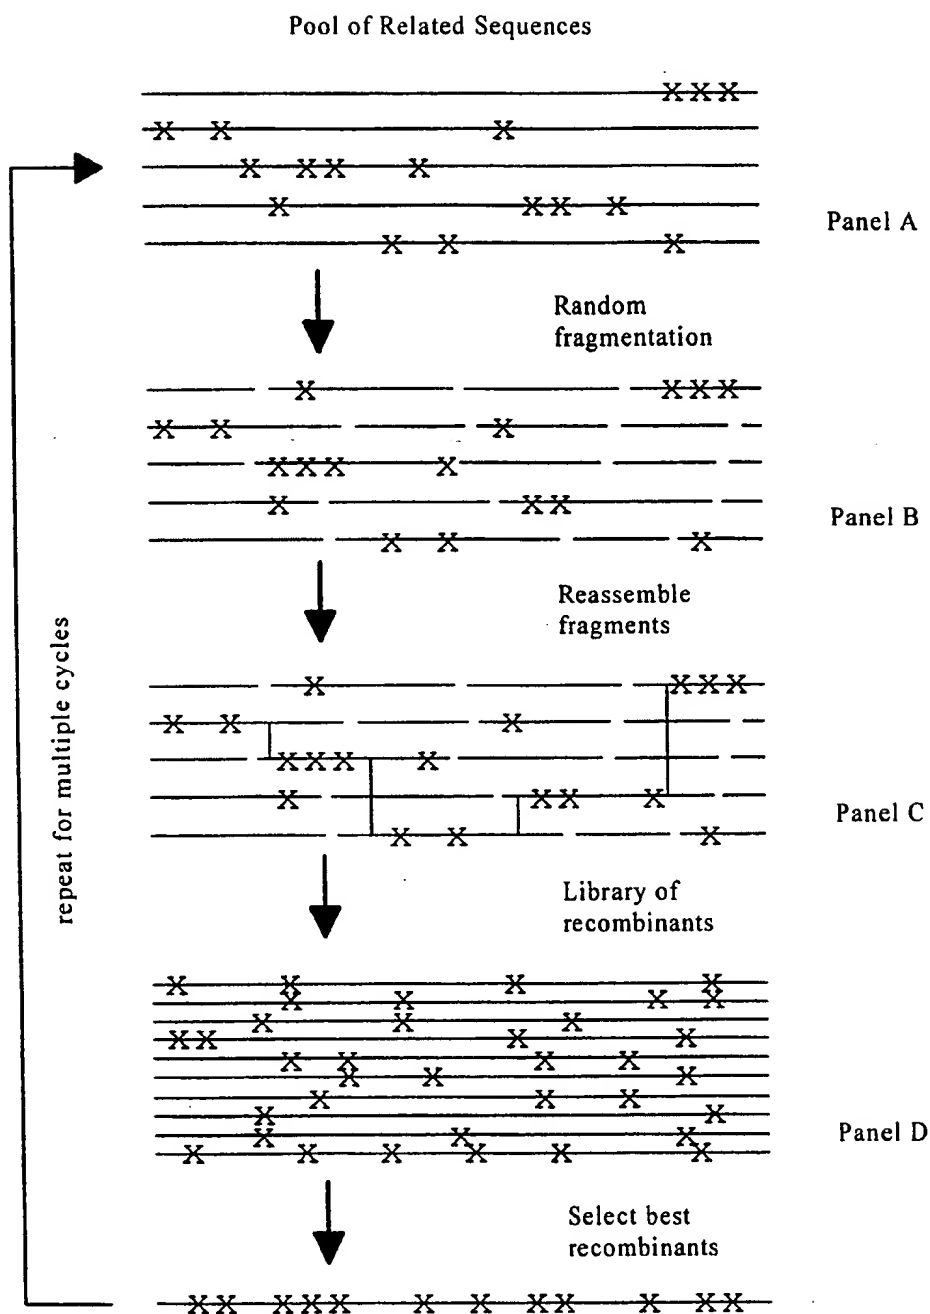 Pool of Related Sequences
Panel A
Random
fragmentation
Panel B
Reassemble
fragments
repeat for multiple cycles
Panel C
Library of
recombinants
Panel D
Select best
recombinants